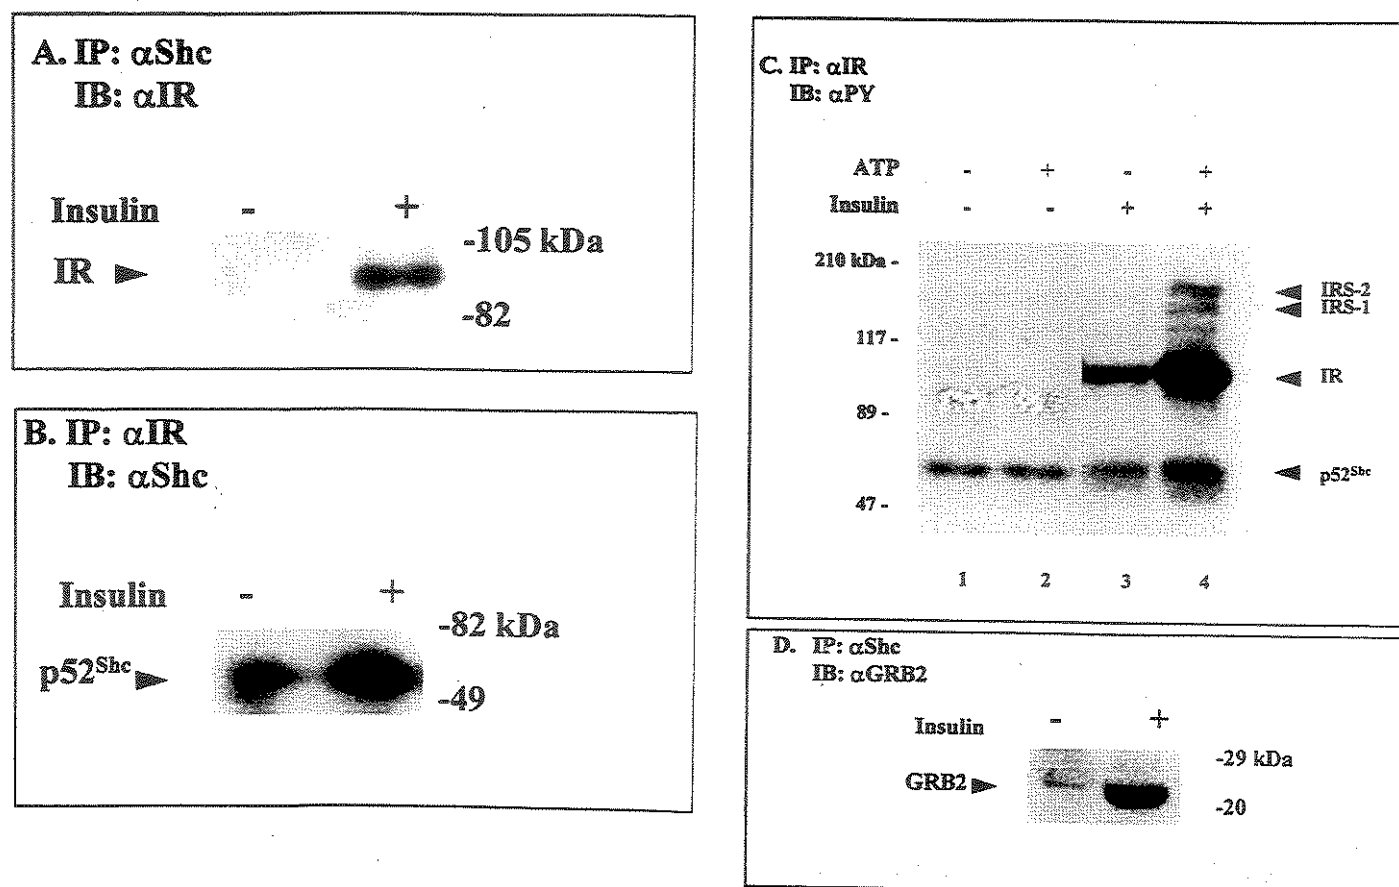 A. IP: αShc
IB: αIR
Insulin - +
-105 kDa
IR
-82
B. IP: αIR
IB: αShc
Insulin - +
-82 kDa
p52Shc
-49
C. IP: αIR
IB: αPY
ATP - + - +
Insulin - - + +
210 kDa -
IRS-2
IRS-1
117 -
IR
89 -
p52Shc
47 -
1 2 3 4
D. IP: αShc
IB: αGRB2
Insulin - +
-29 kDa
GRB2
-20